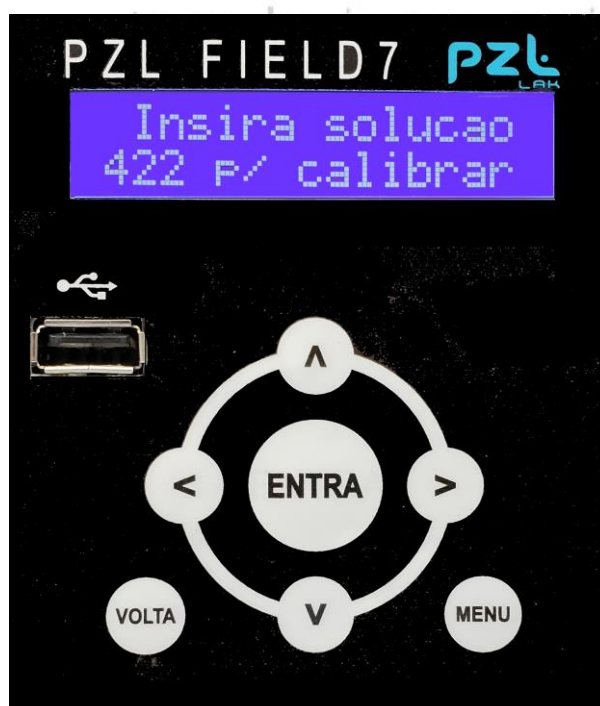 PZL FIELD7 pzl
LAK
Insira solucao
422 p/ calibrar
ʌ
< ENTRA >
v
VOLTA
MENU